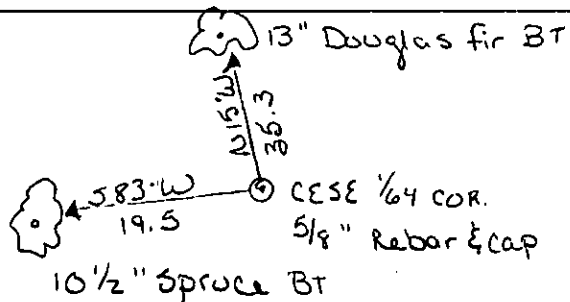 13" Douglas fir BT
N15°W
35.3
S83°W
19.5
CESE 1/64 COR.
5/8" Rebar & Cap
10 1/2" Spruce BT